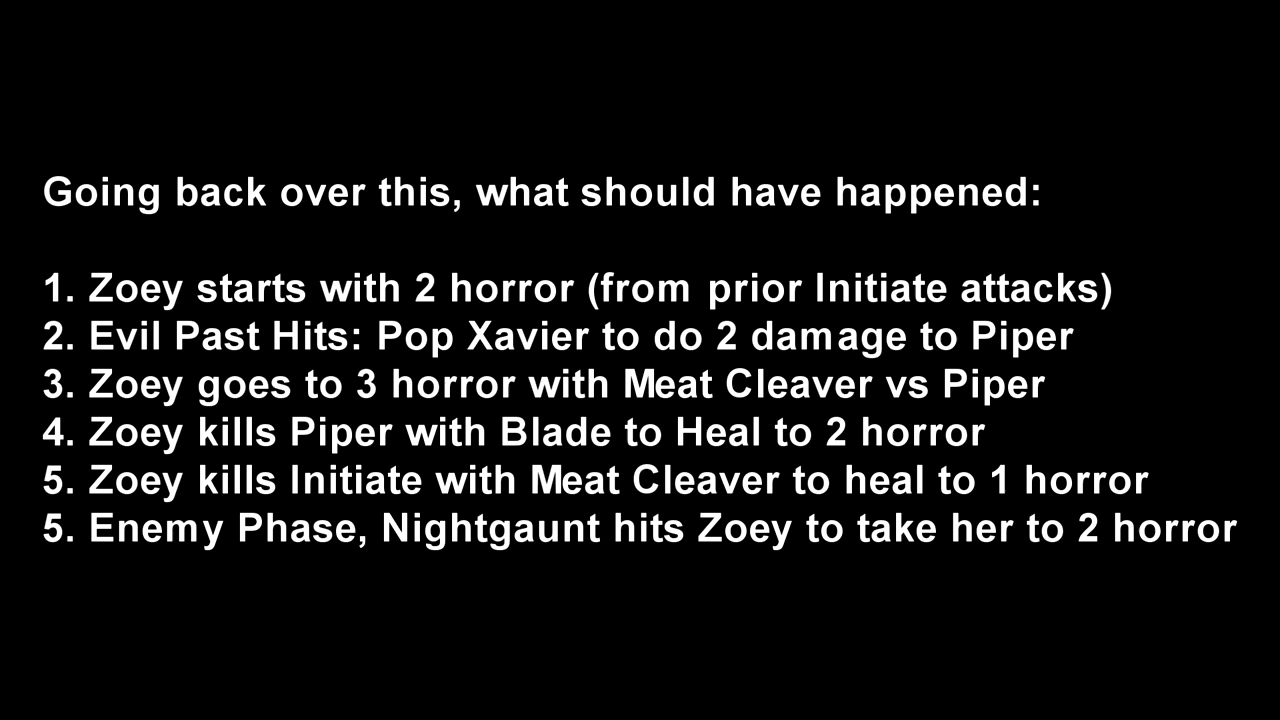 Going back over this, what should have happened:
1. Zoey starts with 2 horror (from prior Initiate attacks)
2. Evil Past Hits: Pop Xavier to do 2 damage to Piper
3. Zoey goes to 3 horror with Meat Cleaver vs Piper
4. Zoey kills Piper with Blade to Heal to 2 horror
5. Zoey kills Initiate with Meat Cleaver to heal to 1 horror
5. Enemy Phase, Nightgaunt hits Zoey to take her to 2 horror